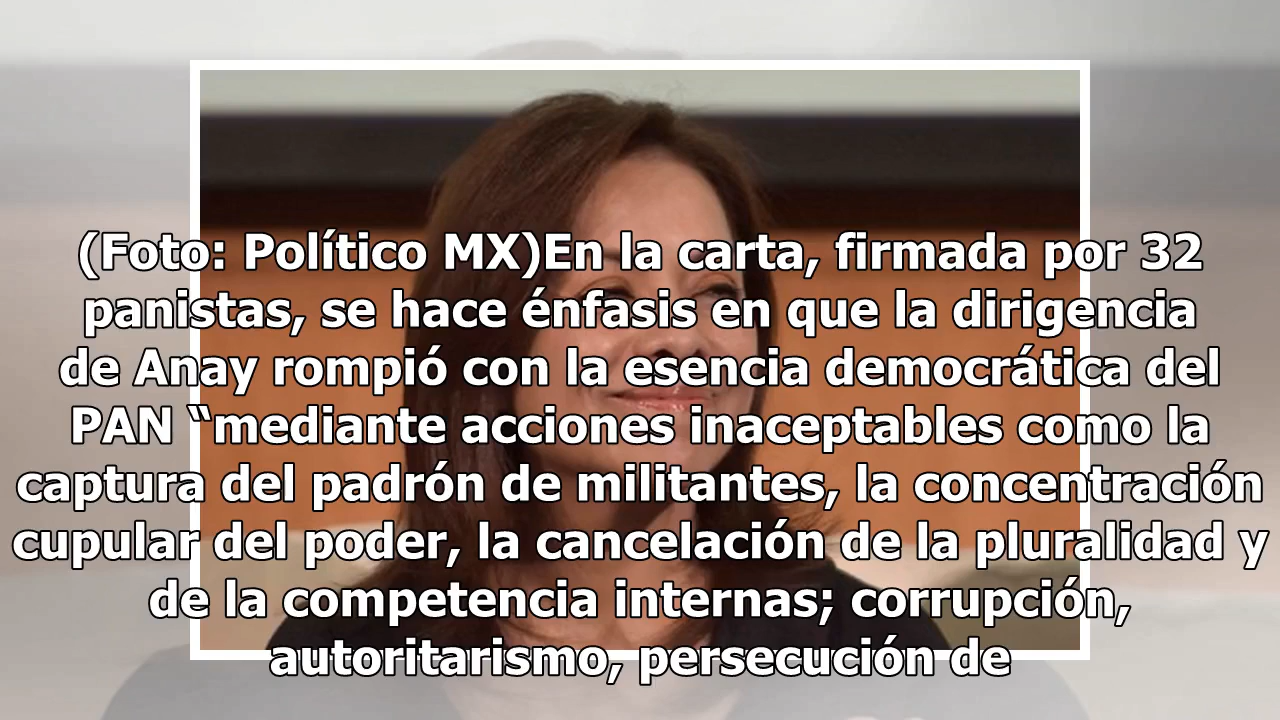 (Foto: Político MX)En la carta, firmada por 32
panistas, se hace énfasis en que la dirigencia
de Anay rompió con la esencia democrática del
PAN “mediante acciones inaceptables como la
captura del padrón de militantes, la concentración
cupular del poder, la cancelación de la pluralidad y
de la competencia internas; corrupción,
autoritarismo, persecución de